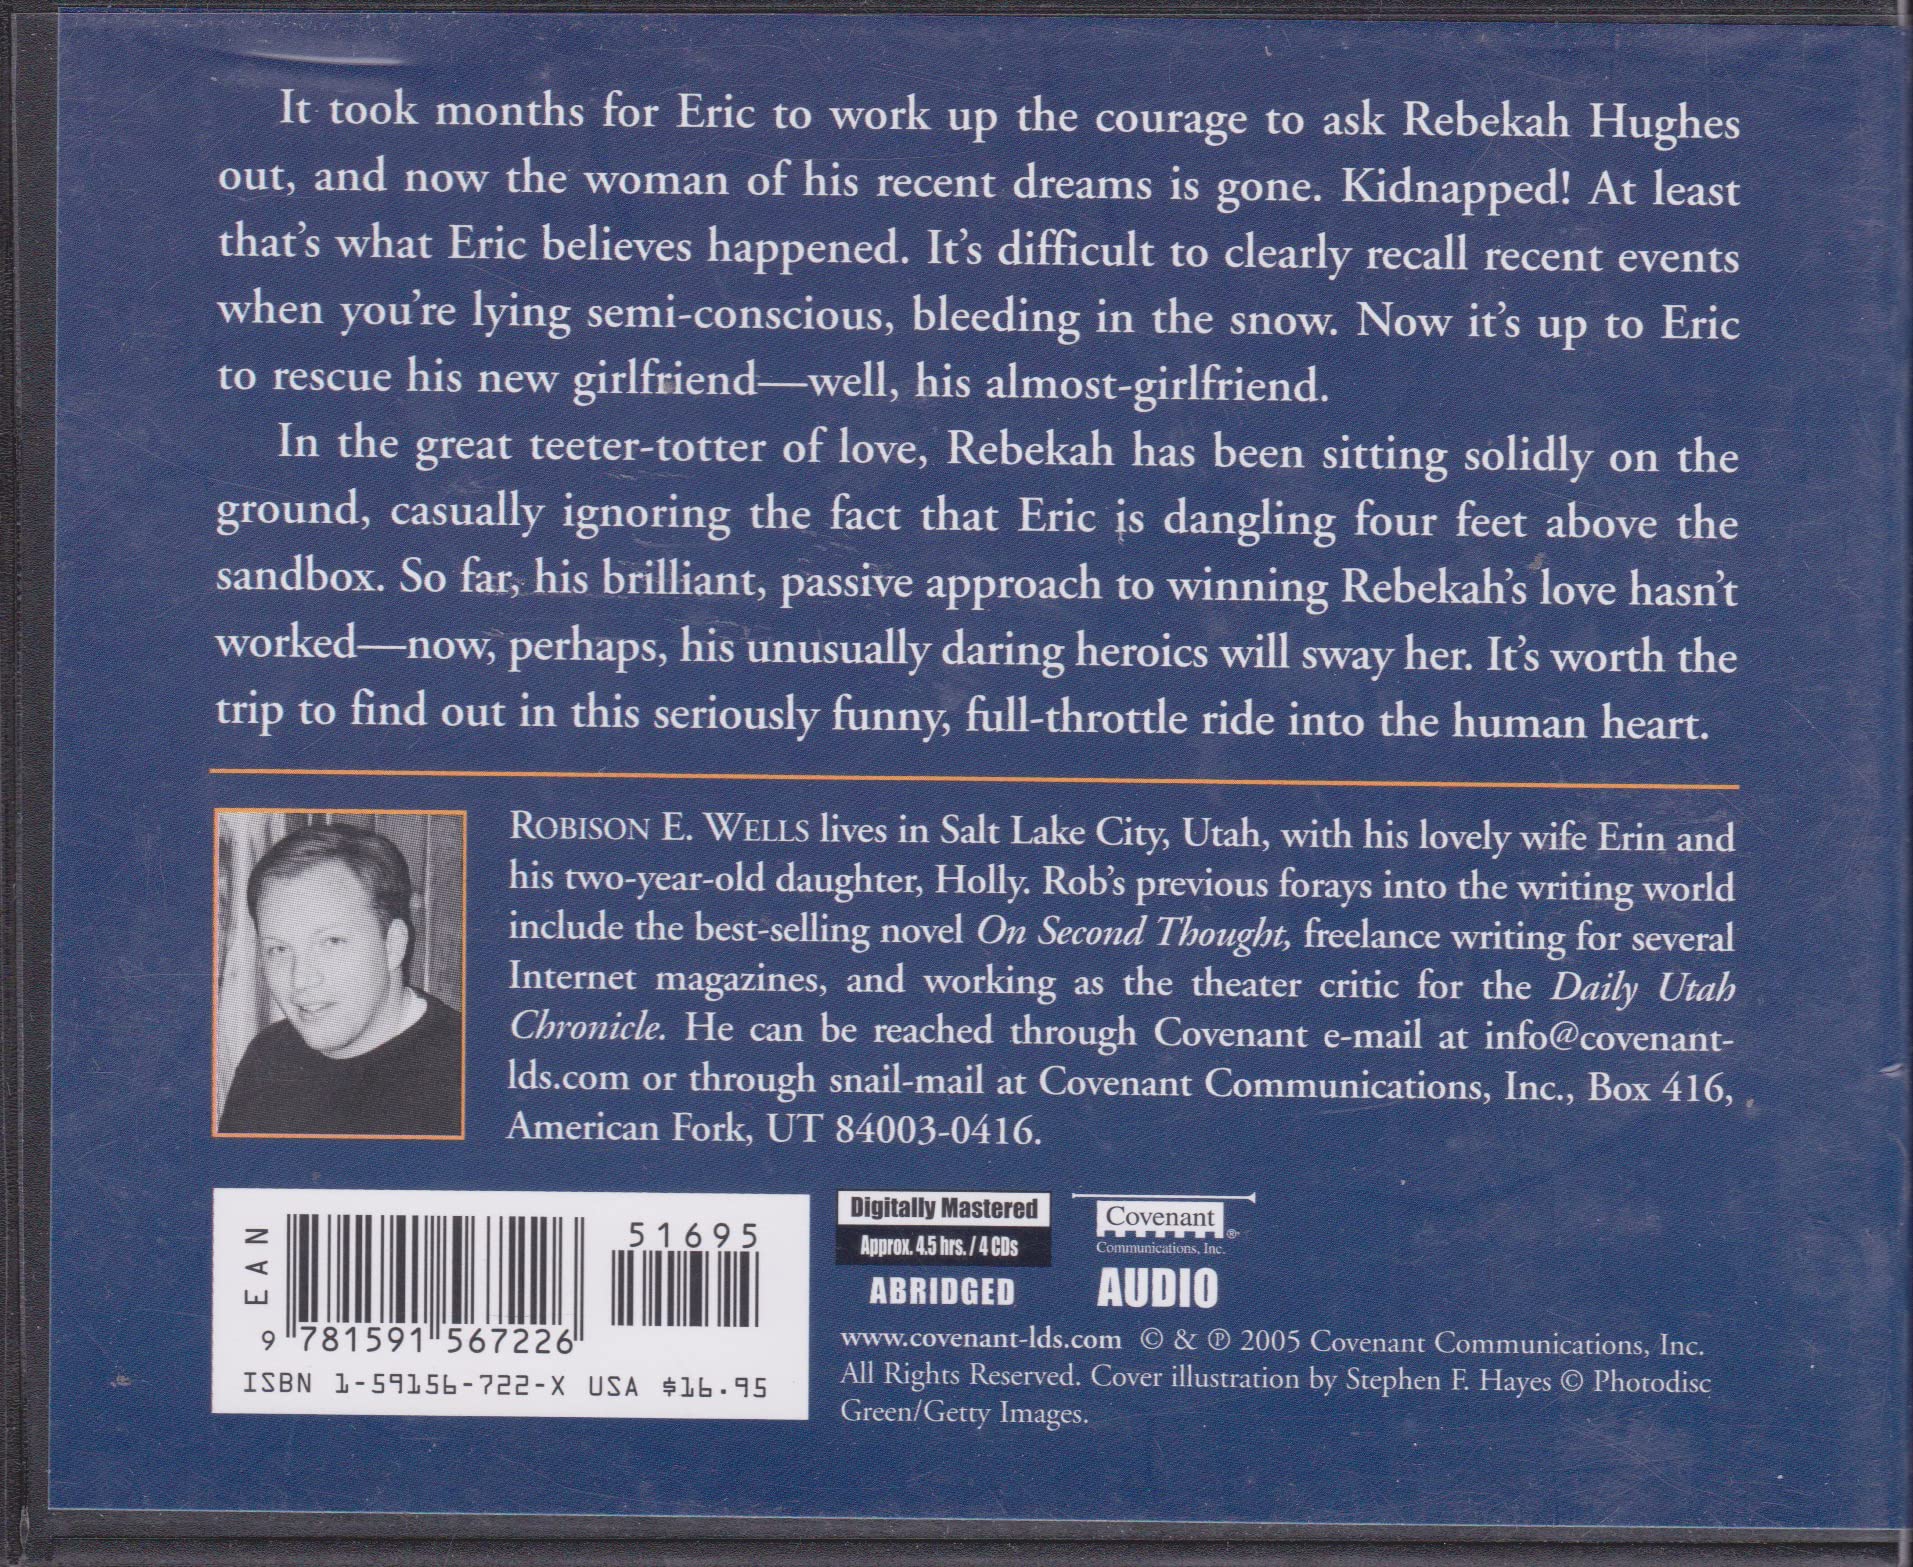 It took months for Eric to work up the courage to ask Rebekah Hughes
out, and now the woman of his recent dreams is gone. Kidnapped! At least
that's what Eric believes happened. It's difficult to clearly recall recent events
when you're lying semi-conscious, bleeding in the snow. Now it's up to Eric
to rescue his new girlfriend—well, his almost-girlfriend.
In the great teeter-totter of love, Rebekah has been sitting solidly on the
ground, casually ignoring the fact that Eric is dangling four feet above the
sandbox. So far, his brilliant, passive approach to winning Rebekah's love hasn't
worked—now, perhaps, his unusually daring heroics will sway her. It's worth the
trip to find out in this seriously funny, full-throttle ride into the human heart.
ROBISON E. WELLS lives in Salt Lake City, Utah, with his lovely wife Erin and
his two-year-old daughter, Holly. Rob's previous forays into the writing world
include the best-selling novel On Second Thought, freelance writing for several
Internet magazines, and working as the theater critic for the Daily Utah
Chronicle. He can be reached through Covenant e-mail at info@covenant-
lds.com or through snail-mail at Covenant Communications, Inc., Box 416,
American Fork, UT 84003-0416.
EAN
51695
9 781591 567226
ISBN 1-59156-722-X USA $16.95
Digitally Mastered
Approx. 4.5 hrs. / 4 CDs
ABRIDGED
Covenant ®
Communications, Inc.
AUDIO
www.covenant-lds.com © & ℗ 2005 Covenant Communications, Inc.
All Rights Reserved. Cover illustration by Stephen F. Hayes © Photodisc
Green/Getty Images.